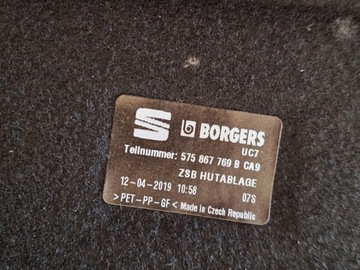 BORGERS
UC7
Teilnummer: 575 867 769 B CA9
ZSB HUTABLAGE
12-04-2019 10:58 07S
>PET-PP-GF< Made in Czech Republic